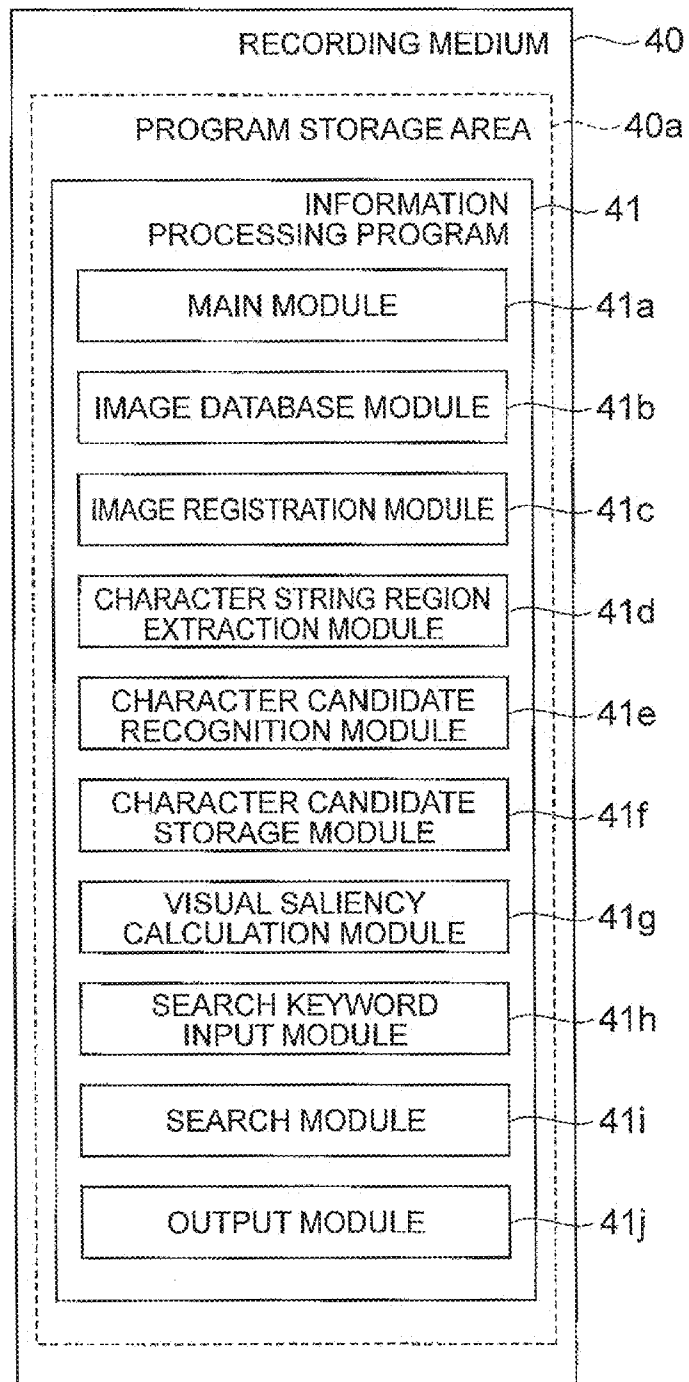 RECORDING MEDIUM 40
PROGRAM STORAGE AREA 40a
INFORMATION 41
PROCESSING PROGRAM
MAIN MODULE 41a
IMAGE DATABASE MODULE 41b
IMAGE REGISTRATION MODULE 41c
CHARACTER STRING REGION
EXTRACTION MODULE 41d
CHARACTER CANDIDATE
RECOGNITION MODULE 41e
CHARACTER CANDIDATE
STORAGE MODULE 41f
VISUAL SALIENCY
CALCULATION MODULE 41g
SEARCH KEYWORD
INPUT MODULE 41h
SEARCH MODULE 41i
OUTPUT MODULE 41j